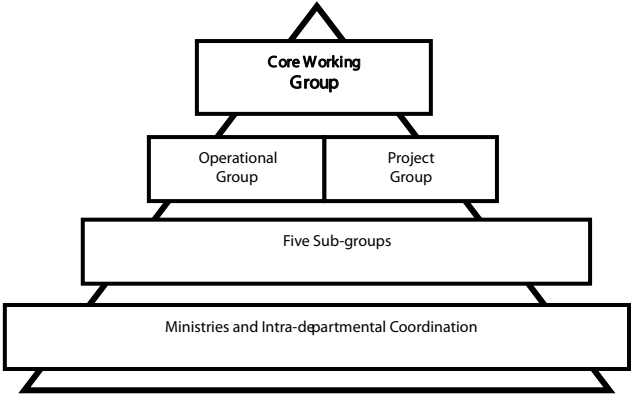 Core Working
Group
Operational
Group
Project
Group
Five Sub-groups
Ministries and Intra-departmental Coordination